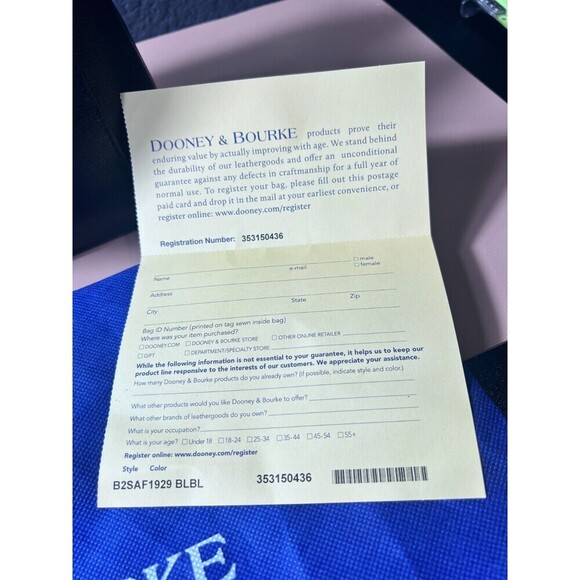 DOONEY & BOURKE products prove their
enduring value by actually improving with age. We stand behind
the durability of our leathergoods and offer an unconditional
guarantee against any defects in craftsmanship for a full year of
normal use. To register your bag, please fill out this postage
paid card and drop it in the mail at your earliest convenience, or
register online: www.dooney.com/register
Registration Number: 353150436
male
Name e-mail female
Address
City State Zip
Bag ID Number (printed on tag sewn inside bag)
Where was your item purchased?
DOONEY.COM DOONEY & BOURKE STORE OTHER ONLINE RETAILER
GIFT DEPARTMENT/SPECIALTY STORE
While the following information is not essential to your guarantee, it helps us to keep our
product line responsive to the interests of our customers. We appreciate your assistance.
How many Dooney & Bourke products do you already own? (If possible, indicate style and color.)
What other products would you like Dooney & Bourke to offer?
What other brands of leathergoods do you own?
What is your occupation?
What is your age? Under 18 18-24 25-34 35-44 45-54 55+
Register online: www.dooney.com/register
Style Color
B2SAF1929 BLBL 353150436
KE